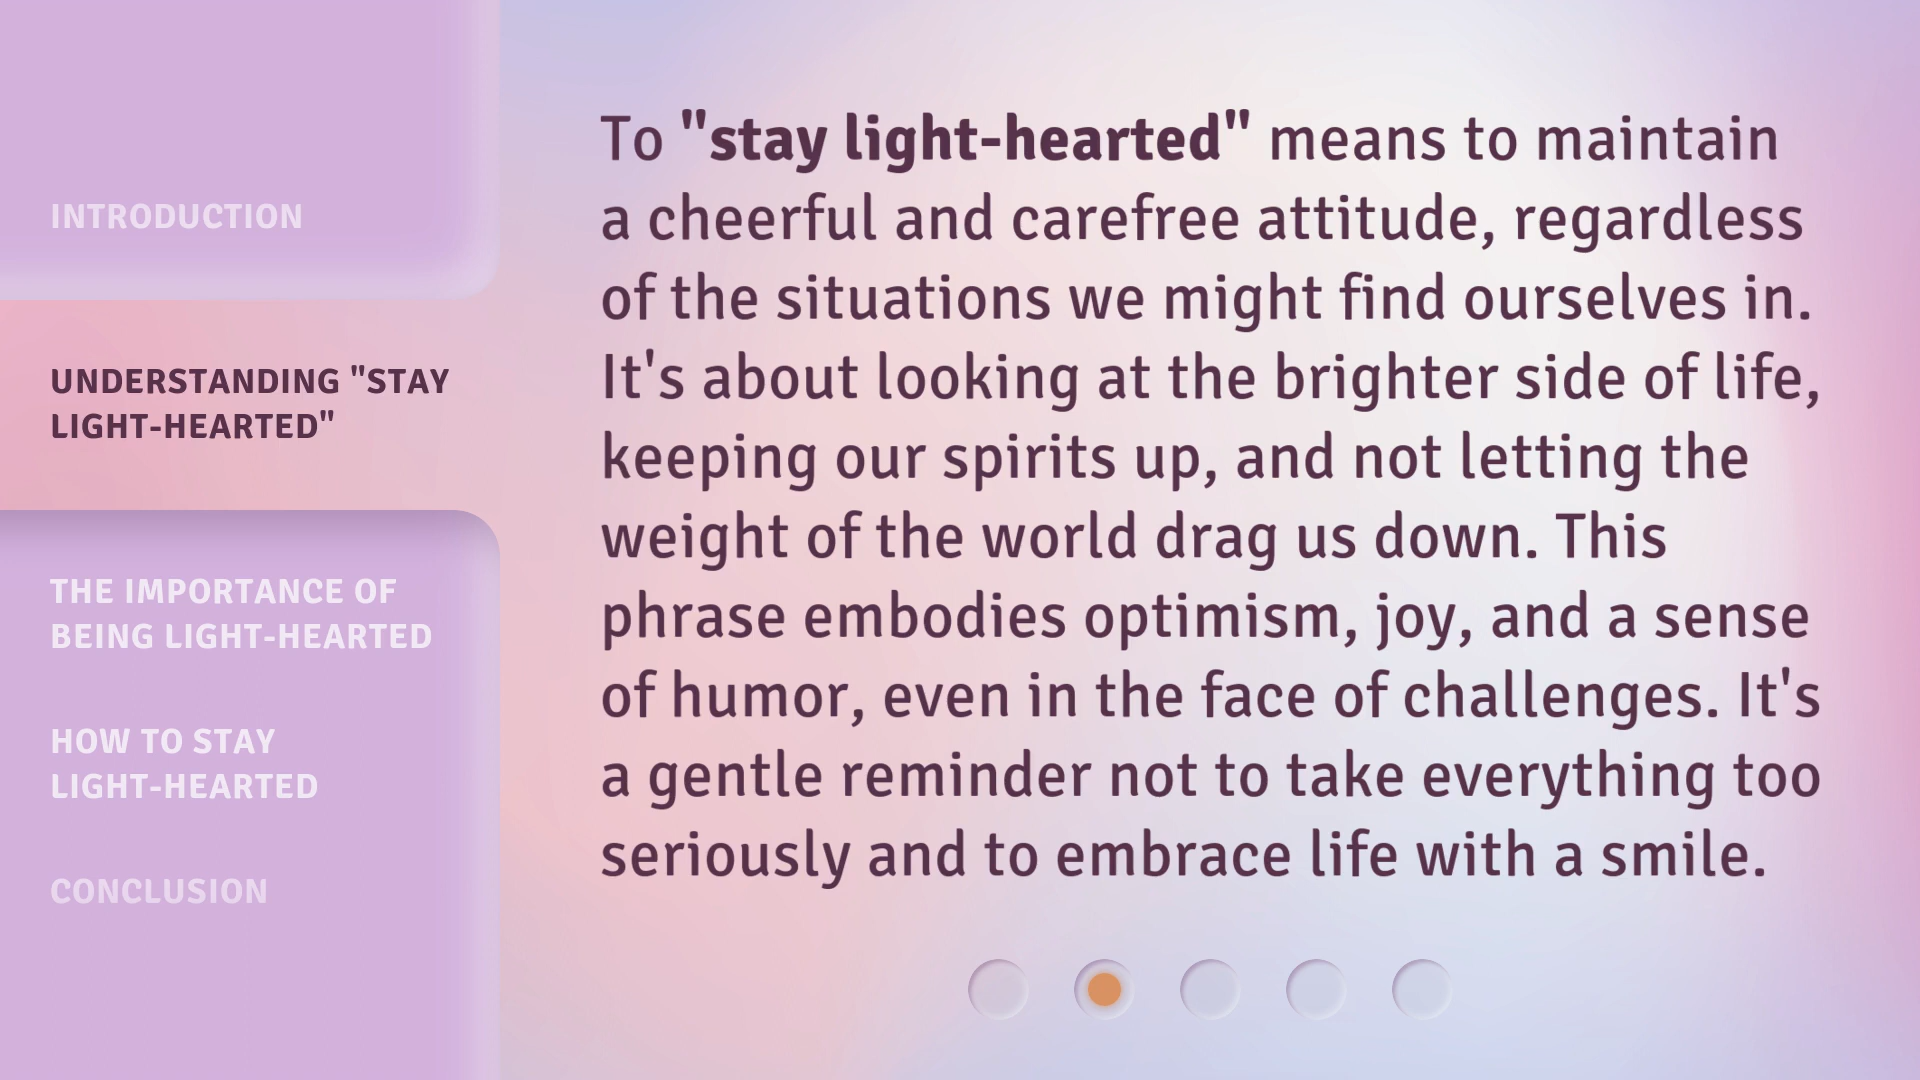 INTRODUCTION
UNDERSTANDING "STAY
LIGHT-HEARTED"
THE IMPORTANCE OF
BEING LIGHT-HEARTED
HOW TO STAY
LIGHT-HEARTED
CONCLUSION
To "stay light-hearted" means to maintain
a cheerful and carefree attitude, regardless
of the situations we might find ourselves in.
It's about looking at the brighter side of life,
keeping our spirits up, and not letting the
weight of the world drag us down. This
phrase embodies optimism, joy, and a sense
of humor, even in the face of challenges. It's
a gentle reminder not to take everything too
seriously and to embrace life with a smile.